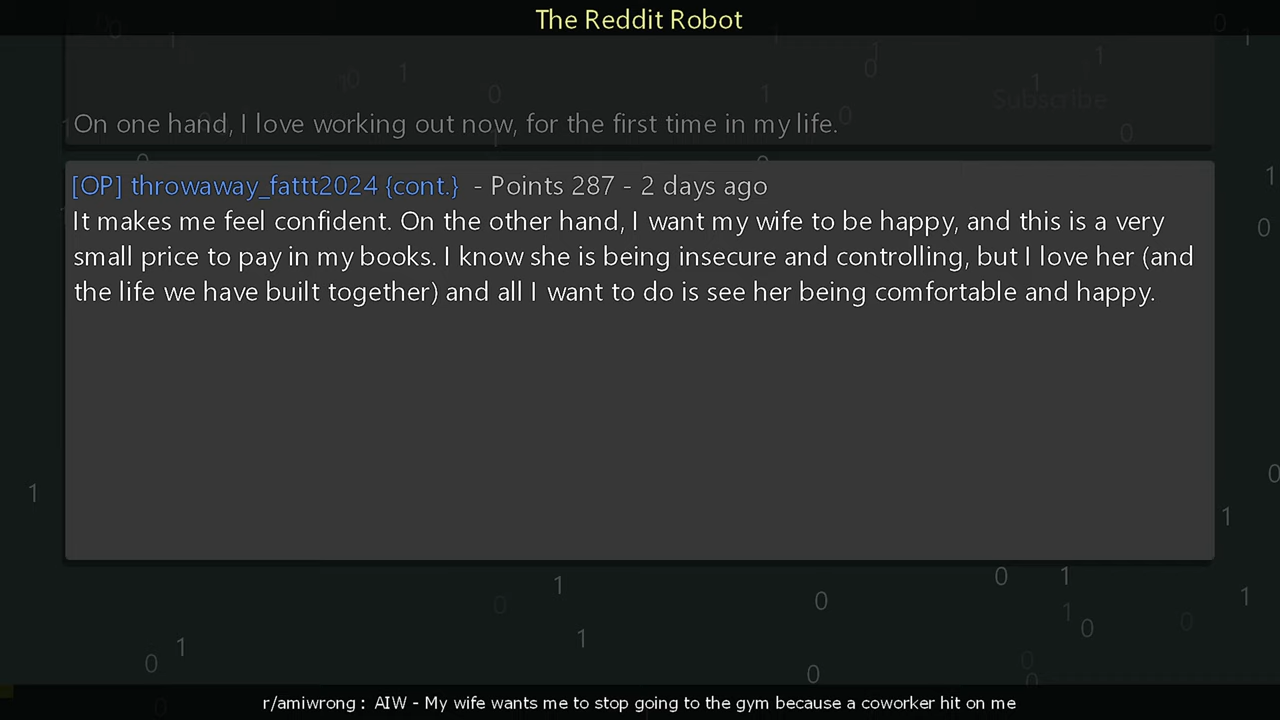 The Reddit Robot
Subscribe
On one hand, I love working out now, for the first time in my life.
[OP] throwaway_fattt2024 {cont.} - Points 287 - 2 days ago
It makes me feel confident. On the other hand, I want my wife to be happy, and this is a very
small price to pay in my books. I know she is being insecure and controlling, but I love her (and
the life we have built together) and all I want to do is see her being comfortable and happy.
r/amiwrong : AIW - My wife wants me to stop going to the gym because a coworker hit on me